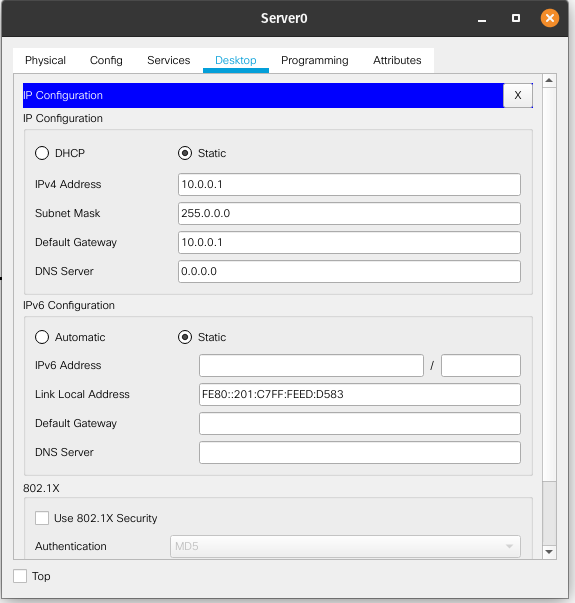 Server0
Physical Config Services Desktop Programming Attributes
IP Configuration X
IP Configuration
DHCP Static
IPv4 Address 10.0.0.1
Subnet Mask 255.0.0.0
Default Gateway 10.0.0.1
DNS Server 0.0.0.0
IPv6 Configuration
Automatic Static
IPv6 Address /
Link Local Address FE80::201:C7FF:FEED:D583
Default Gateway
DNS Server
802.1X
Use 802.1X Security
Authentication MD5
Top